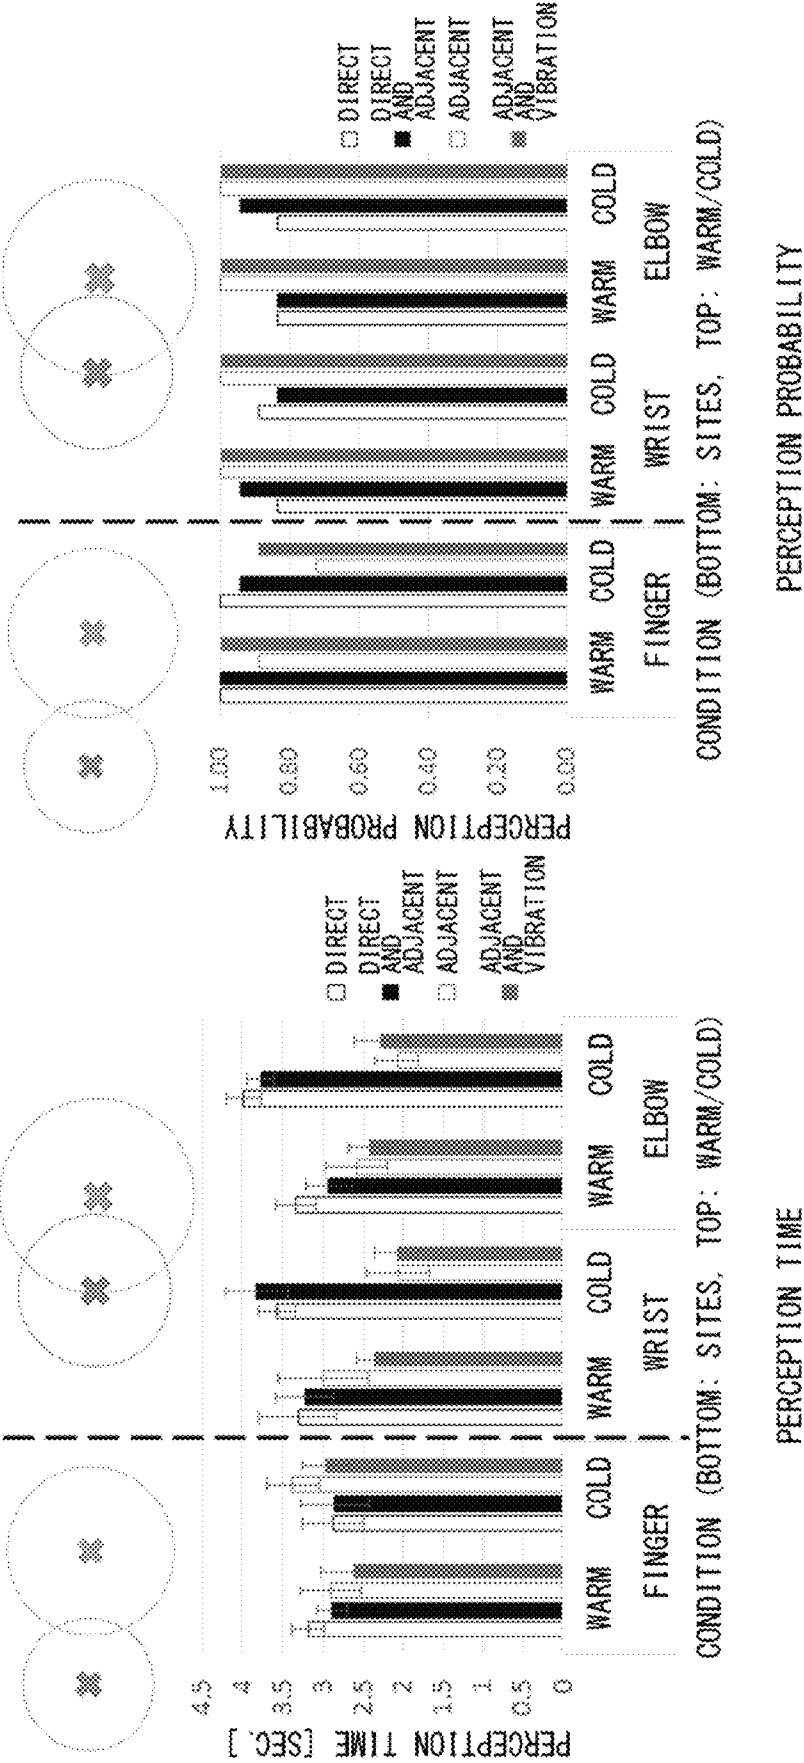 PERCEPTION TIME [SEC.]
4.5
4
3.5
3
2.5
2
1.5
1
0.5
0
WARM COLD WARM COLD WARM COLD
FINGER WRIST ELBOW
CONDITION (BOTTOM: SITES, TOP: WARM/COLD)
DIRECT
DIRECT
AND
ADJACENT
ADJACENT
ADJACENT
AND
VIBRATION
PERCEPTION TIME
PERCEPTION PROBABILITY
1.00
0.80
0.60
0.40
0.20
0.00
WARM COLD WARM COLD WARM COLD
FINGER WRIST ELBOW
CONDITION (BOTTOM: SITES, TOP: WARM/COLD)
DIRECT
DIRECT
AND
ADJACENT
ADJACENT
ADJACENT
AND
VIBRATION
PERCEPTION PROBABILITY